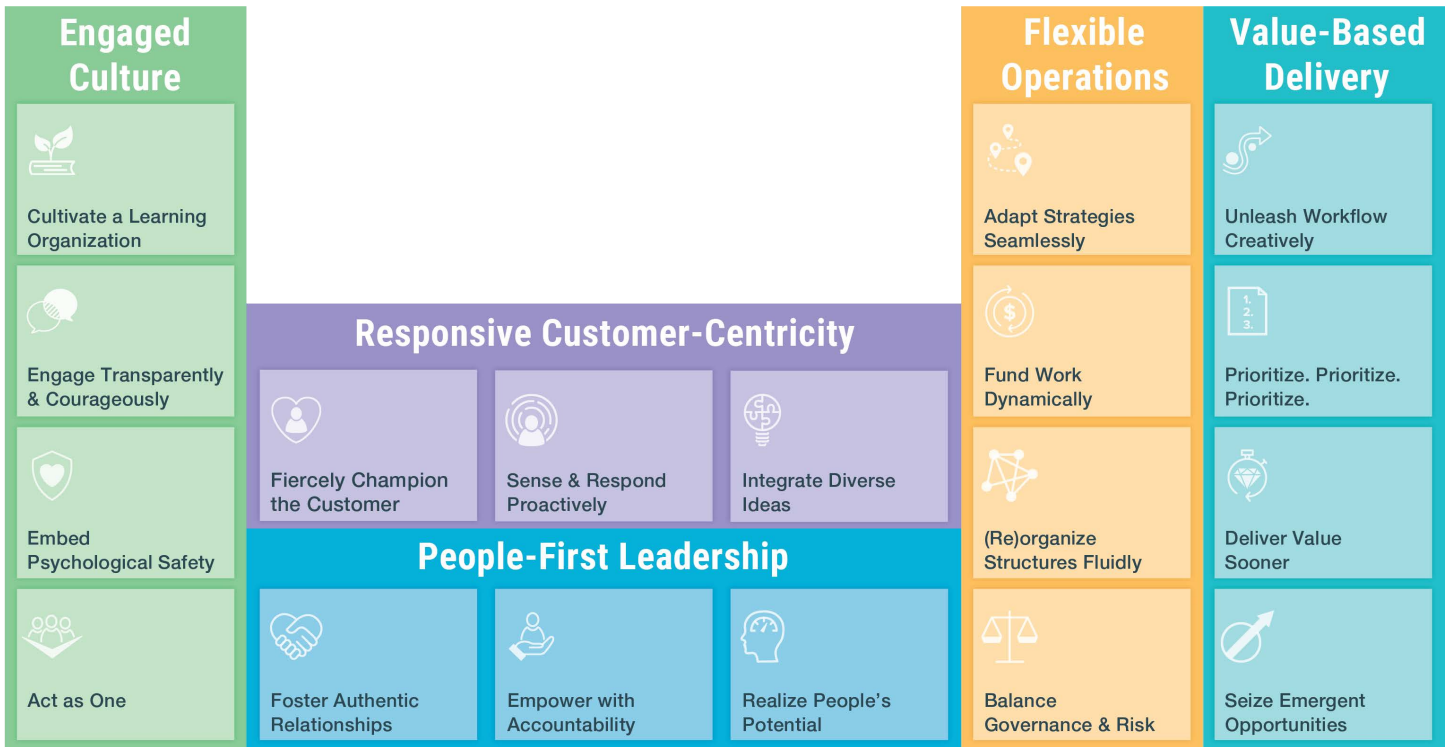 Engaged
Culture
Cultivate a Learning
Organization
Engage Transparently
& Courageously
Embed
Psychological Safety
Act as One
Responsive Customer-Centricity
Fiercely Champion
the Customer
Sense & Respond
Proactively
Integrate Diverse
Ideas
People-First Leadership
Foster Authentic
Relationships
Empower with
Accountability
Realize People’s
Potential
Flexible
Operations
Adapt Strategies
Seamlessly
$
Fund Work
Dynamically
(Re)organize
Structures Fluidly
Balance
Governance & Risk
Value-Based
Delivery
Unleash Workflow
Creatively
1.
2.
3.
Prioritize. Prioritize.
Prioritize.
Deliver Value
Sooner
Seize Emergent
Opportunities